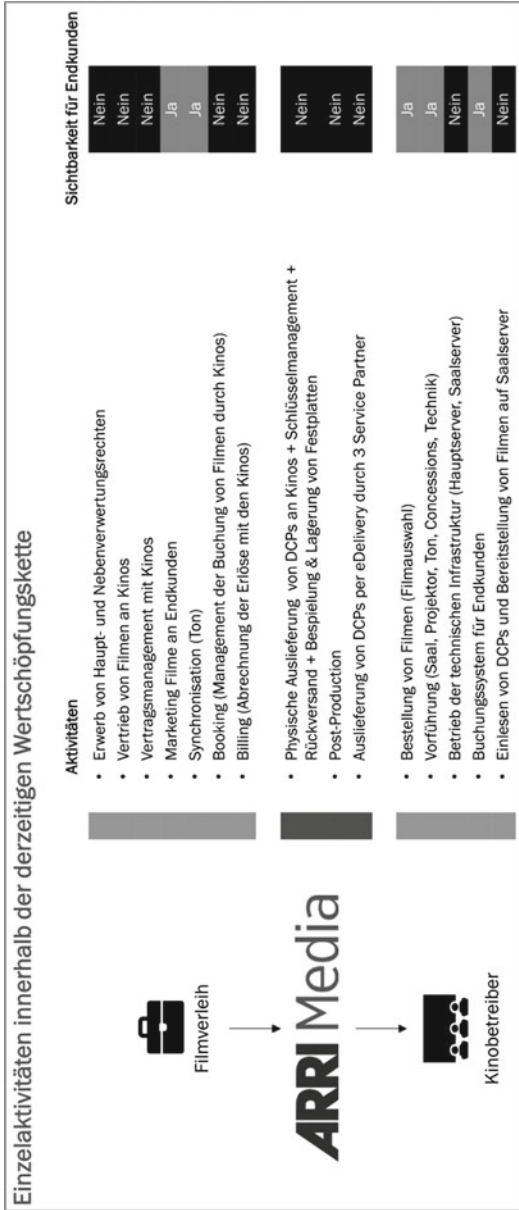 Einzelaktivitäten innerhalb der derzeitigen Wertschöpfungskette
Aktivitäten
Sichtbarkeit für Endkunden
Filmverleih
• Erwerb von Haupt- und Nebenverwertungsrechten
Nein
• Vertrieb von Filmen an Kinos
Nein
• Vertragsmanagement mit Kinos
Nein
• Marketing Filme an Endkunden
Ja
• Synchronisation (Ton)
Ja
• Booking (Management der Buchung von Filmen durch Kinos)
Nein
• Billing (Abrechnung der Erlöse mit den Kinos)
Nein
ARRI Media
• Physische Auslieferung von DCPs an Kinos + Schlüsselmanagement +
Rückversand + Bespielung & Lagerung von Festplatten
Nein
• Post-Production
Nein
• Auslieferung von DCPs per eDelivery durch 3 Service Partner
Nein
Kinobetreiber
• Bestellung von Filmen (Filmauswahl)
Ja
• Vorführung (Saal, Projektor, Ton, Concessions, Technik)
Ja
• Betrieb der technischen Infrastruktur (Hauptserver, Saalserver)
Nein
• Buchungssystem für Endkunden
Ja
• Einlesen von DCPs und Bereitstellung von Filmen auf Saalserver
Nein